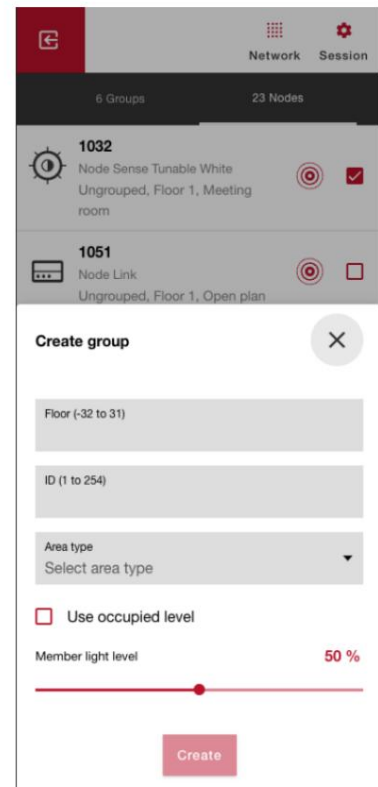 Network Session
6 Groups 23 Nodes
1032
Node Sense Tunable White
Ungrouped, Floor 1, Meeting
room
1051
Node Link
Ungrouped, Floor 1, Open plan
Create group
Floor (-32 to 31)
ID (1 to 254)
Area type
Select area type
Use occupied level
Member light level 50 %
Create